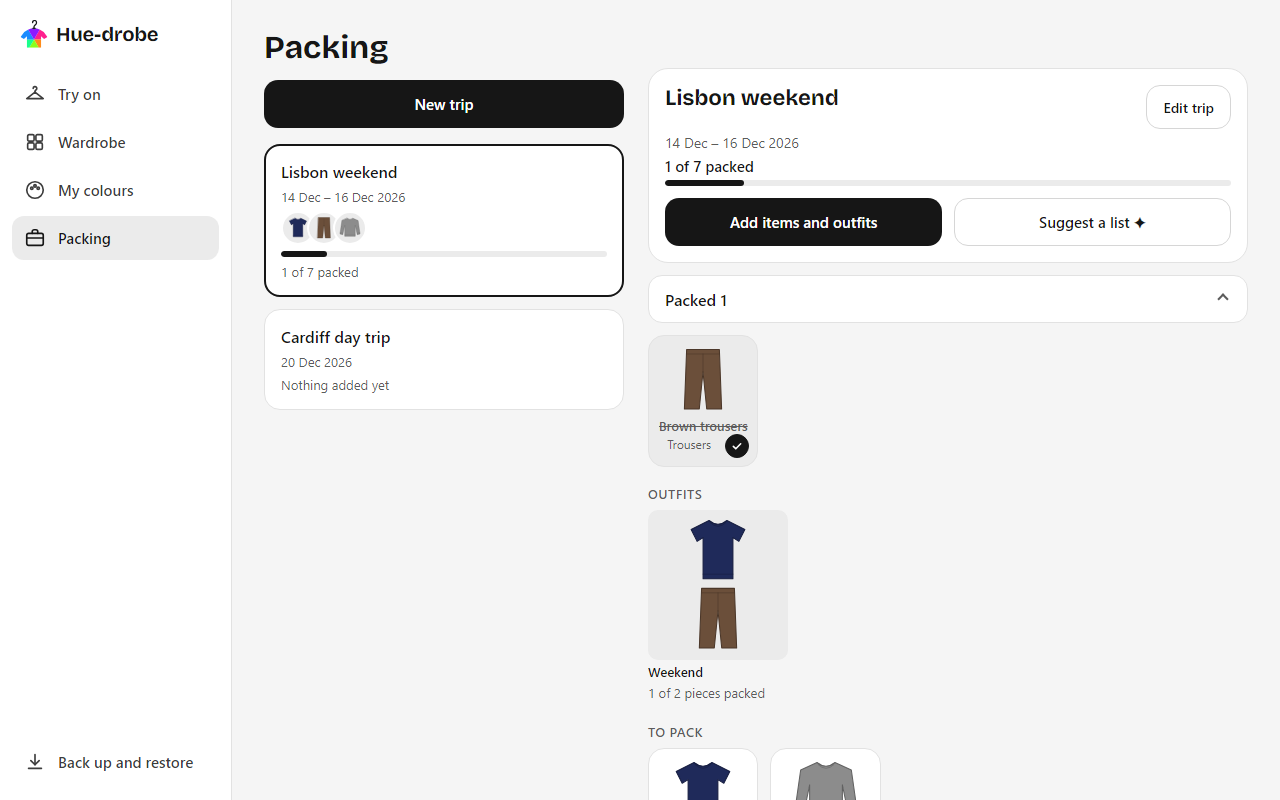 Hue-drobe
Try on
Wardrobe
My colours
Packing
Back up and restore
Packing
New trip
Lisbon weekend
14 Dec – 16 Dec 2026
1 of 7 packed
Cardiff day trip
20 Dec 2026
Nothing added yet
Lisbon weekend
Edit trip
14 Dec – 16 Dec 2026
1 of 7 packed
Add items and outfits
Suggest a list ✦
Packed 1
Brown trousers
Trousers
OUTFITS
Weekend
1 of 2 pieces packed
TO PACK